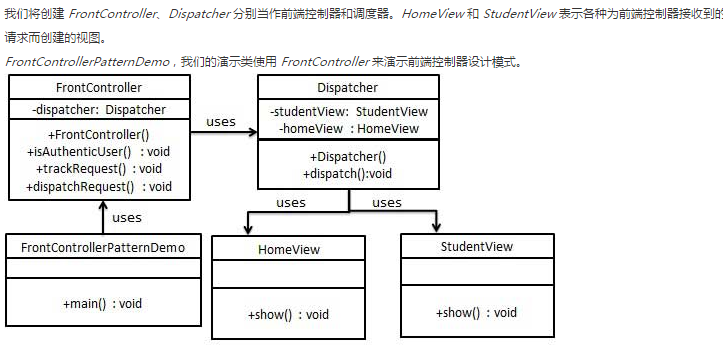 我们将创建 FrontController、Dispatcher 分别当作前端控制器和调度器。HomeView 和 StudentView 表示各种为前端控制器接收到的
请求而创建的视图。
FrontControllerPatternDemo，我们的演示类使用 FrontController 来演示前端控制器设计模式。
FrontController
-dispatcher: Dispatcher
+FrontController()
+isAuthenticUser() : void
+trackRequest() : void
+dispatchRequest() : void
uses
Dispatcher
-studentView: StudentView
-homeView : HomeView
+Dispatcher()
+dispatch():void
uses
uses
uses
FrontControllerPatternDemo
+main() : void
HomeView
+show() : void
StudentView
+show() : void